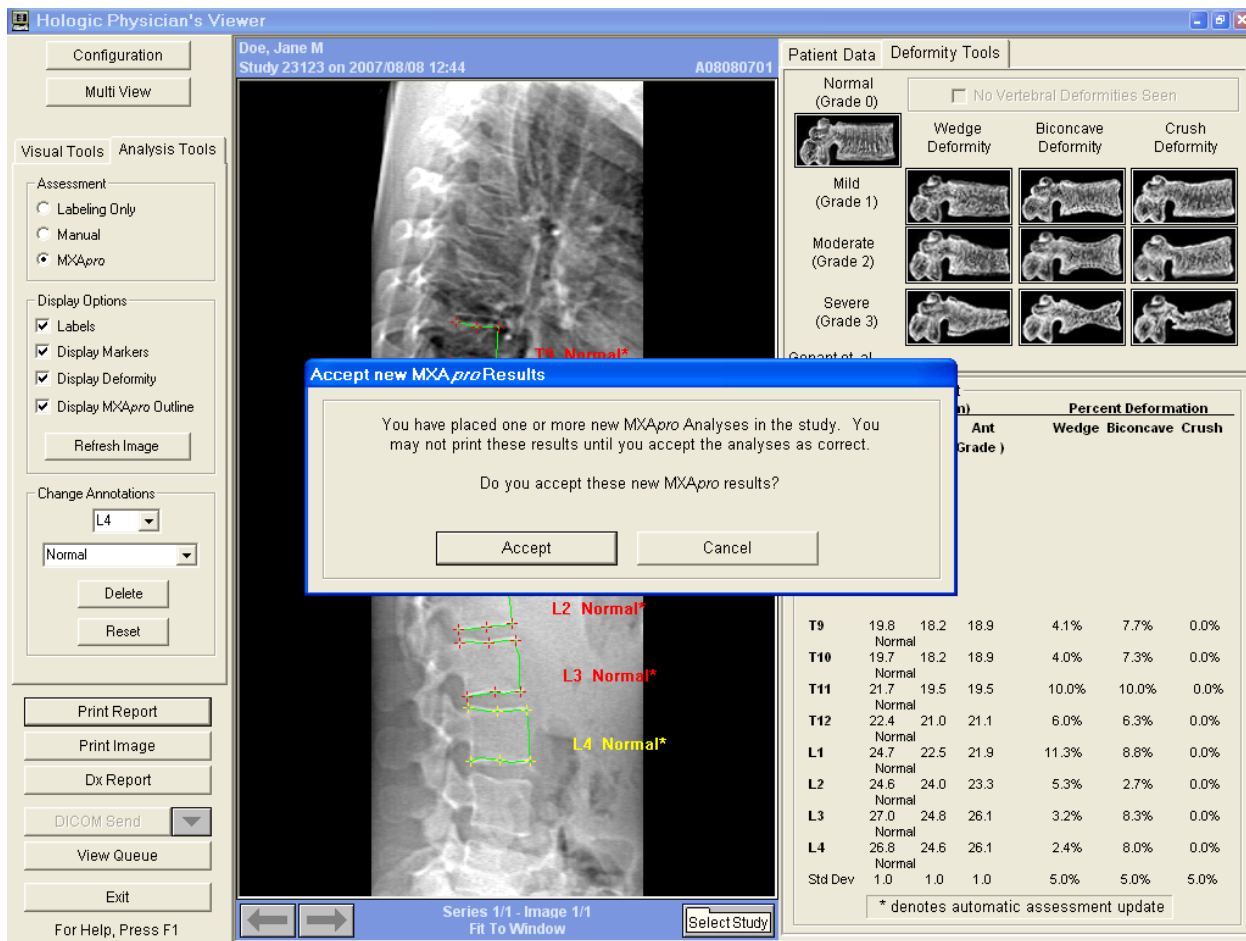 Hologic Physician's Viewer
Configuration
Multi View
Visual Tools Analysis Tools
Assessment
Labeling Only
Manual
MXApro
Display Options
Labels
Display Markers
Display Deformity
Display MXApro Outline
Refresh Image
Change Annotations
L4
Normal
Delete
Reset
Print Report
Print Image
Dx Report
DICOM Send
View Queue
Exit
For Help, Press F1
Doe, Jane M
Study 23123 on 2007/08/08 12:44 A08080701
T9 Normal*
L2 Normal*
L3 Normal*
L4 Normal*
Series 1/1 - Image 1/1
Fit To Window
Select Study
Accept new MXApro Results
You have placed one or more new MXApro Analyses in the study. You
may not print these results until you accept the analyses as correct.
Do you accept these new MXApro results?
Accept Cancel
Patient Data Deformity Tools
Normal
(Grade 0)
No Vertebral Deformities Seen
Wedge
Deformity
Biconcave
Deformity
Crush
Deformity
Mild
(Grade 1)
Moderate
(Grade 2)
Severe
(Grade 3)
Genant et. al.
Percent Deformation
Ant Wedge Biconcave Crush
Grade )
T9 19.8 18.2 18.9 4.1% 7.7% 0.0%
Normal
T10 19.7 18.2 18.9 4.0% 7.3% 0.0%
Normal
T11 21.7 19.5 19.5 10.0% 10.0% 0.0%
Normal
T12 22.4 21.0 21.1 6.0% 6.3% 0.0%
Normal
L1 24.7 22.5 21.9 11.3% 8.8% 0.0%
Normal
L2 24.6 24.0 23.3 5.3% 2.7% 0.0%
Normal
L3 27.0 24.8 26.1 3.2% 8.3% 0.0%
Normal
L4 26.8 24.6 26.1 2.4% 8.0% 0.0%
Normal
Std Dev 1.0 1.0 1.0 5.0% 5.0% 5.0%
* denotes automatic assessment update